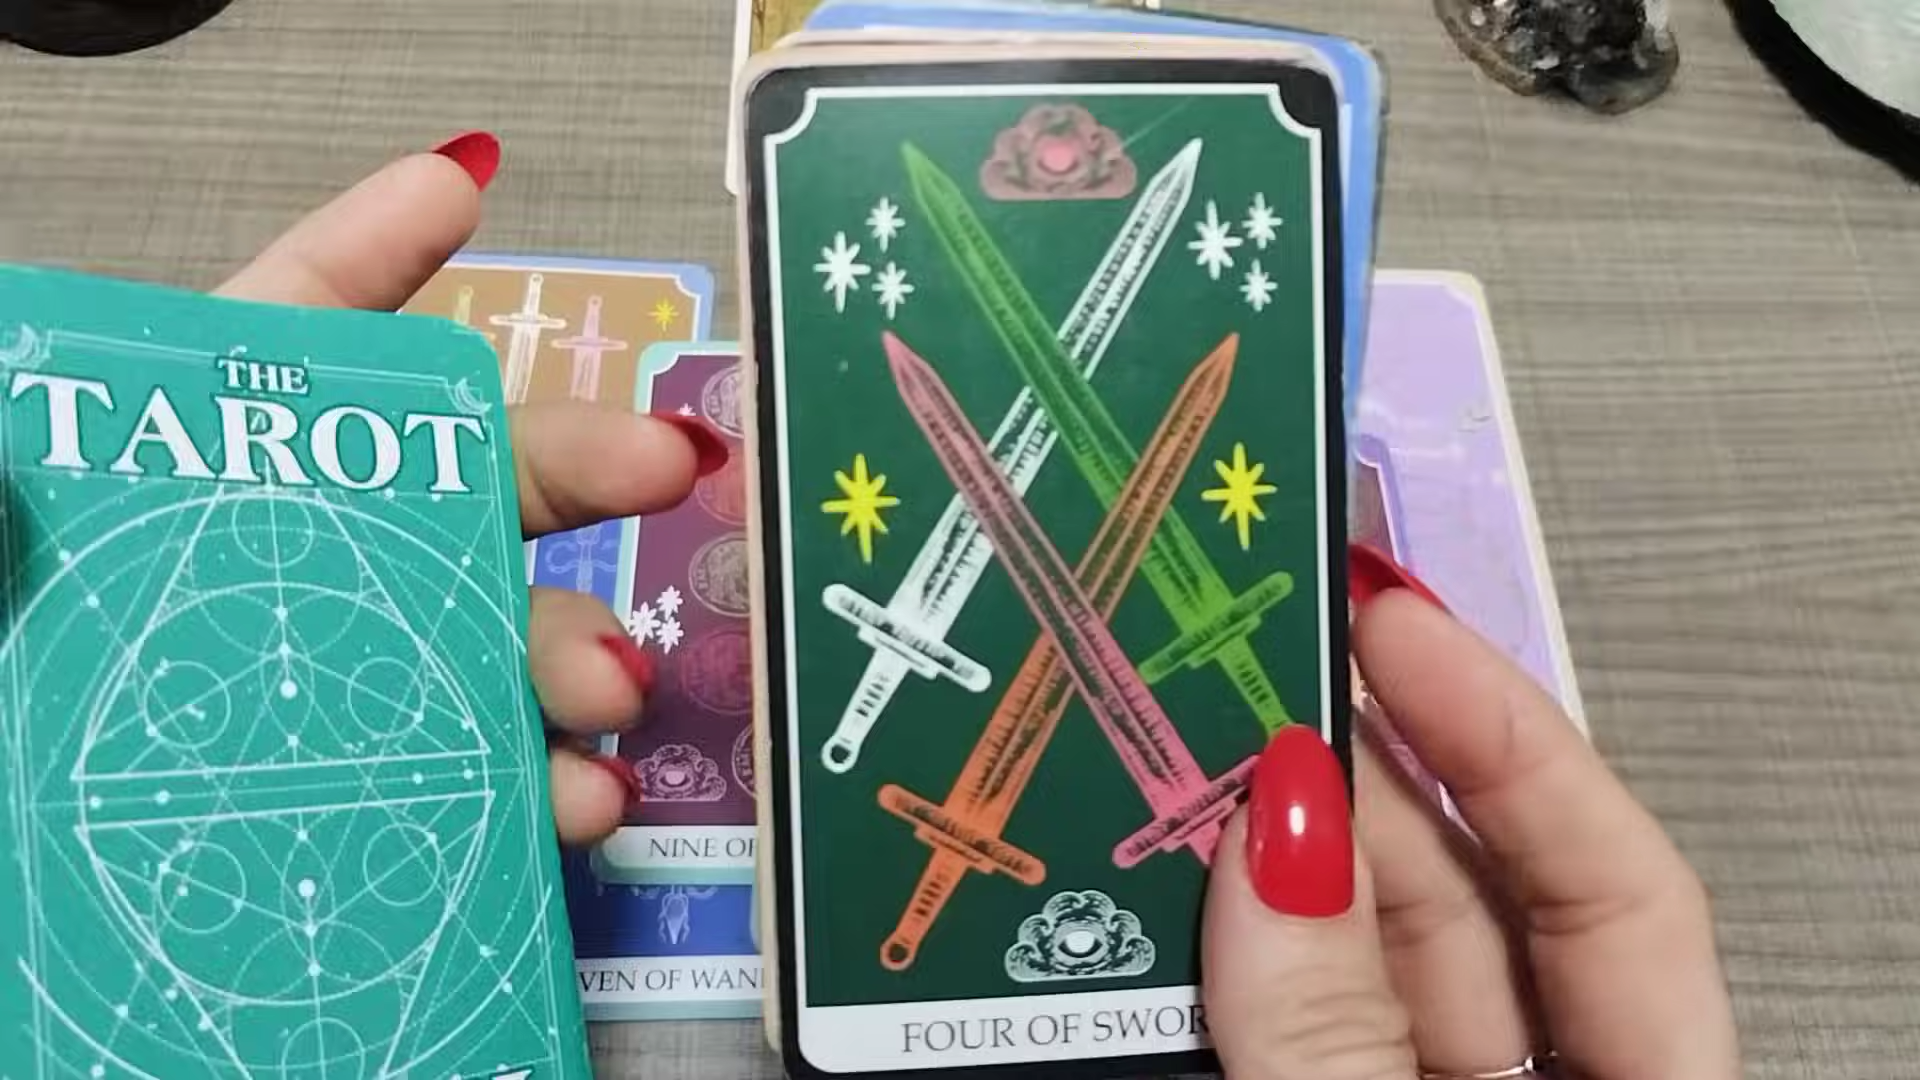 THE
TAROT
NINE OF
VEN OF WAN
FOUR OF SWOR